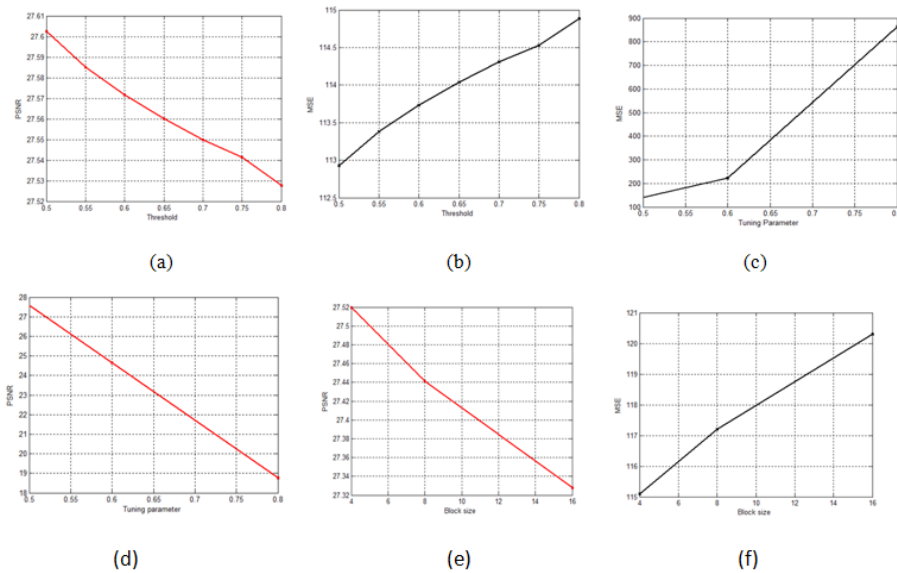 27.61
27.6
27.59
27.58
27.57
27.56
27.55
27.54
27.53
27.52
PSNR
0.5 0.55 0.6 0.65 0.7 0.75 0.8
Threshold
(a)
115
114.5
114
113.5
113
112.5
MSE
0.5 0.55 0.6 0.65 0.7 0.75 0.8
Threshold
(b)
900
800
700
600
500
400
300
200
100
MSE
0.5 0.55 0.6 0.65 0.7 0.75
Tuning Parameter
(c)
28
27
26
25
24
23
22
21
20
19
18
PSNR
0.5 0.55 0.6 0.65 0.7 0.75 0.8
Tuning parameter
(d)
27.52
27.5
27.48
27.46
27.44
27.42
27.4
27.38
27.36
27.34
27.32
PSNR
4 6 8 10 12 14 16
Block size
(e)
121
120
119
118
117
116
115
MSE
4 6 8 10 12 14 16
Block size
(f)